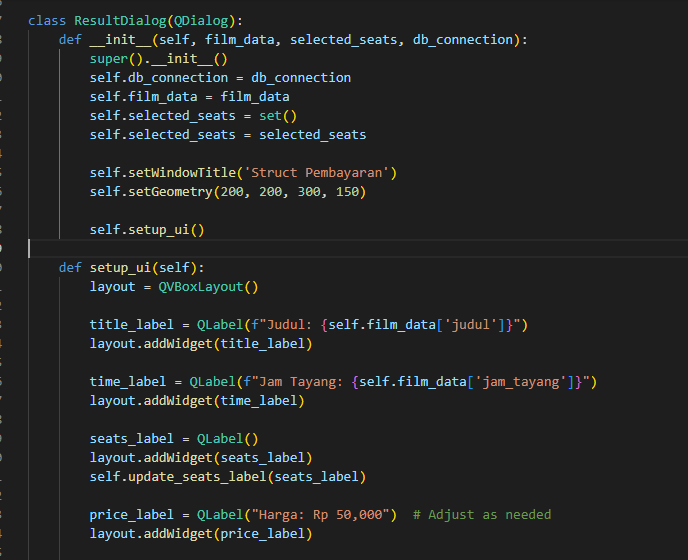 class ResultDialog(QDialog):
    def __init__(self, film_data, selected_seats, db_connection):
        super().__init__()
        self.db_connection = db_connection
        self.film_data = film_data
        self.selected_seats = set()
        self.selected_seats = selected_seats

        self.setWindowTitle('Struct Pembayaran')
        self.setGeometry(200, 200, 300, 150)

        self.setup_ui()

    def setup_ui(self):
        layout = QVBoxLayout()

        title_label = QLabel(f"Judul: {self.film_data['judul']}")
        layout.addWidget(title_label)

        time_label = QLabel(f"Jam Tayang: {self.film_data['jam_tayang']}")
        layout.addWidget(time_label)

        seats_label = QLabel()
        layout.addWidget(seats_label)
        self.update_seats_label(seats_label)

        price_label = QLabel("Harga: Rp 50,000")  # Adjust as needed
        layout.addWidget(price_label)